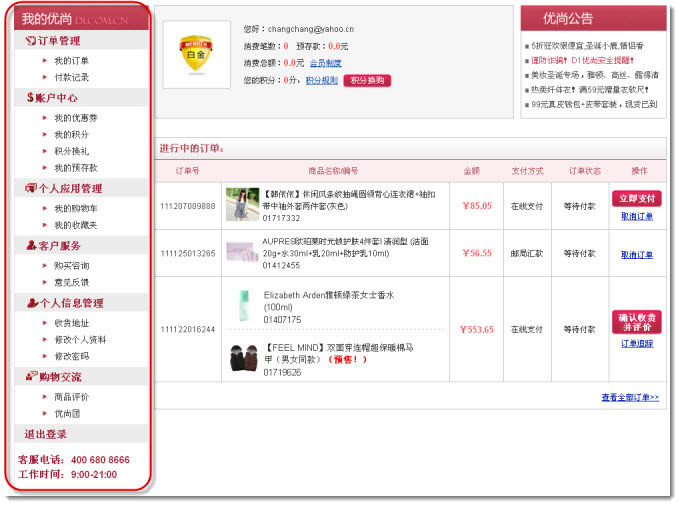 我的优尚 D1.COM.CN
订单管理
我的订单
付款记录
账户中心
我的优惠券
我的积分
积分换礼
我的预存款
个人应用管理
我的购物车
我的收藏夹
客户服务
购买咨询
意见反馈
个人信息管理
收货地址
修改个人资料
修改密码
购物交流
商品评价
优尚团
退出登录
客服电话：400 680 8666
工作时间：9:00-21:00
MEMBER
白金
您好：changchang@yahoo.cn
消费笔数：0 预存款：0.0元
消费总额：0.0元 会员制度
您的积分：0分，积分规则 积分换购
优尚公告
5折狂欢很便宜,圣诞小鹿,情侣香
谨防诈骗！D1优尚安全提醒！
美妆圣诞专场，雅顿、高丝、露得清
热卖纤体衣！满59元赠量衣软尺！
99元真皮钱包+皮带套装，现货已到
进行中的订单：
订单号 商品名称/编号 金额 支付方式 订单状态 操作
111207009888 【韩依依】休闲风条纹抽绳圆领背心连衣裙+袖扣带中袖外套两件套(灰色) 01717332 ￥85.05 在线支付 等待付款 立即支付 取消订单
111125013265 AUPRES欧珀莱时光锁护肤4件套I 清润型 (洁面20g+水30ml+乳20ml+防护乳10ml) 01412455 ￥56.55 邮局汇款 等待付款 取消订单
111122016244 Elizabeth Arden雅顿绿茶女士香水(100ml) 01407175 ￥553.65 在线支付 等待付款 确认收货并评价 订单追踪
【FEEL MIND】双面穿连帽超保暖棉马甲（男女同款）（预售！） 01719626
查看全部订单>>